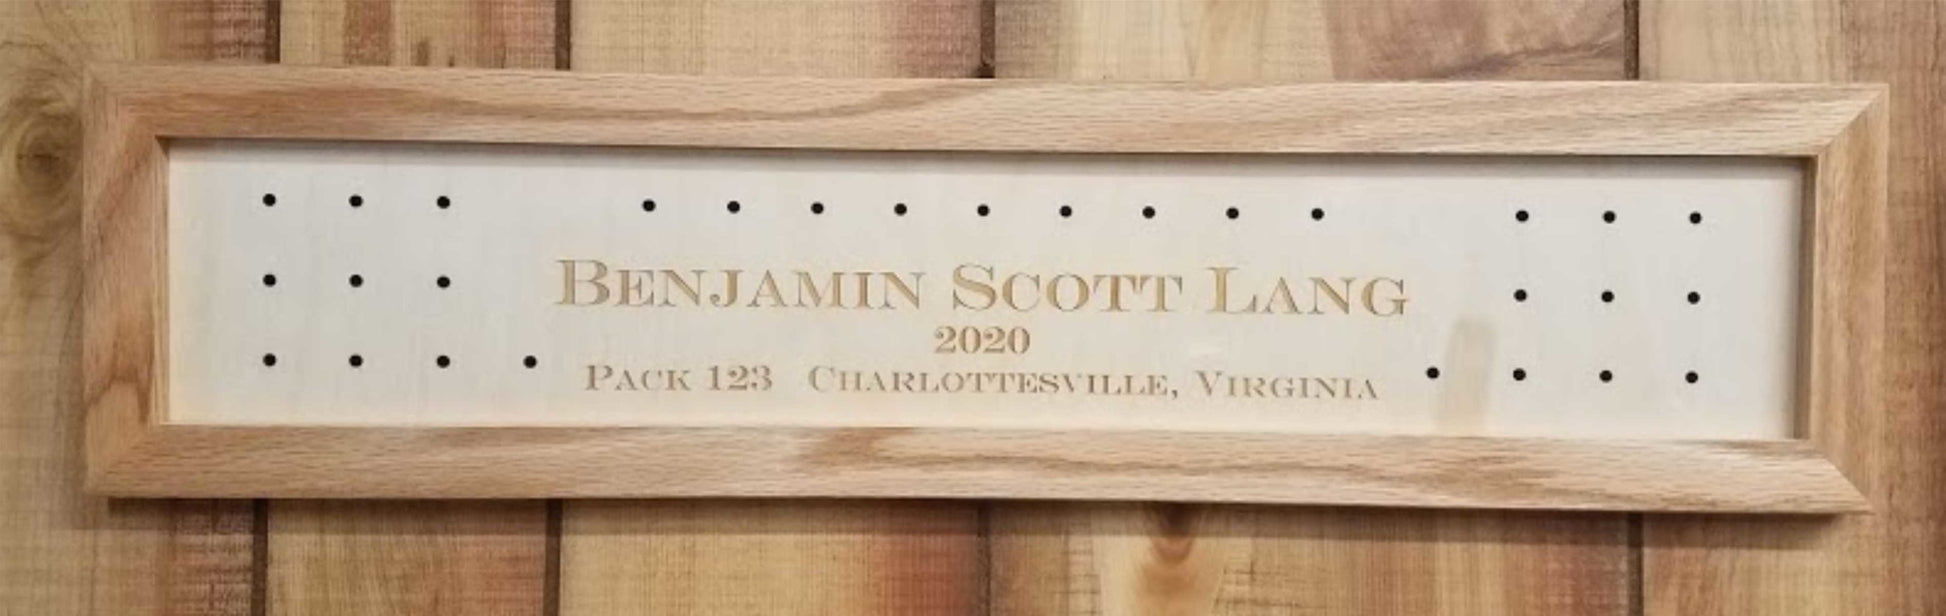 Benjamin Scott Lang
2020
Pack 123 Charlottesville, Virginia